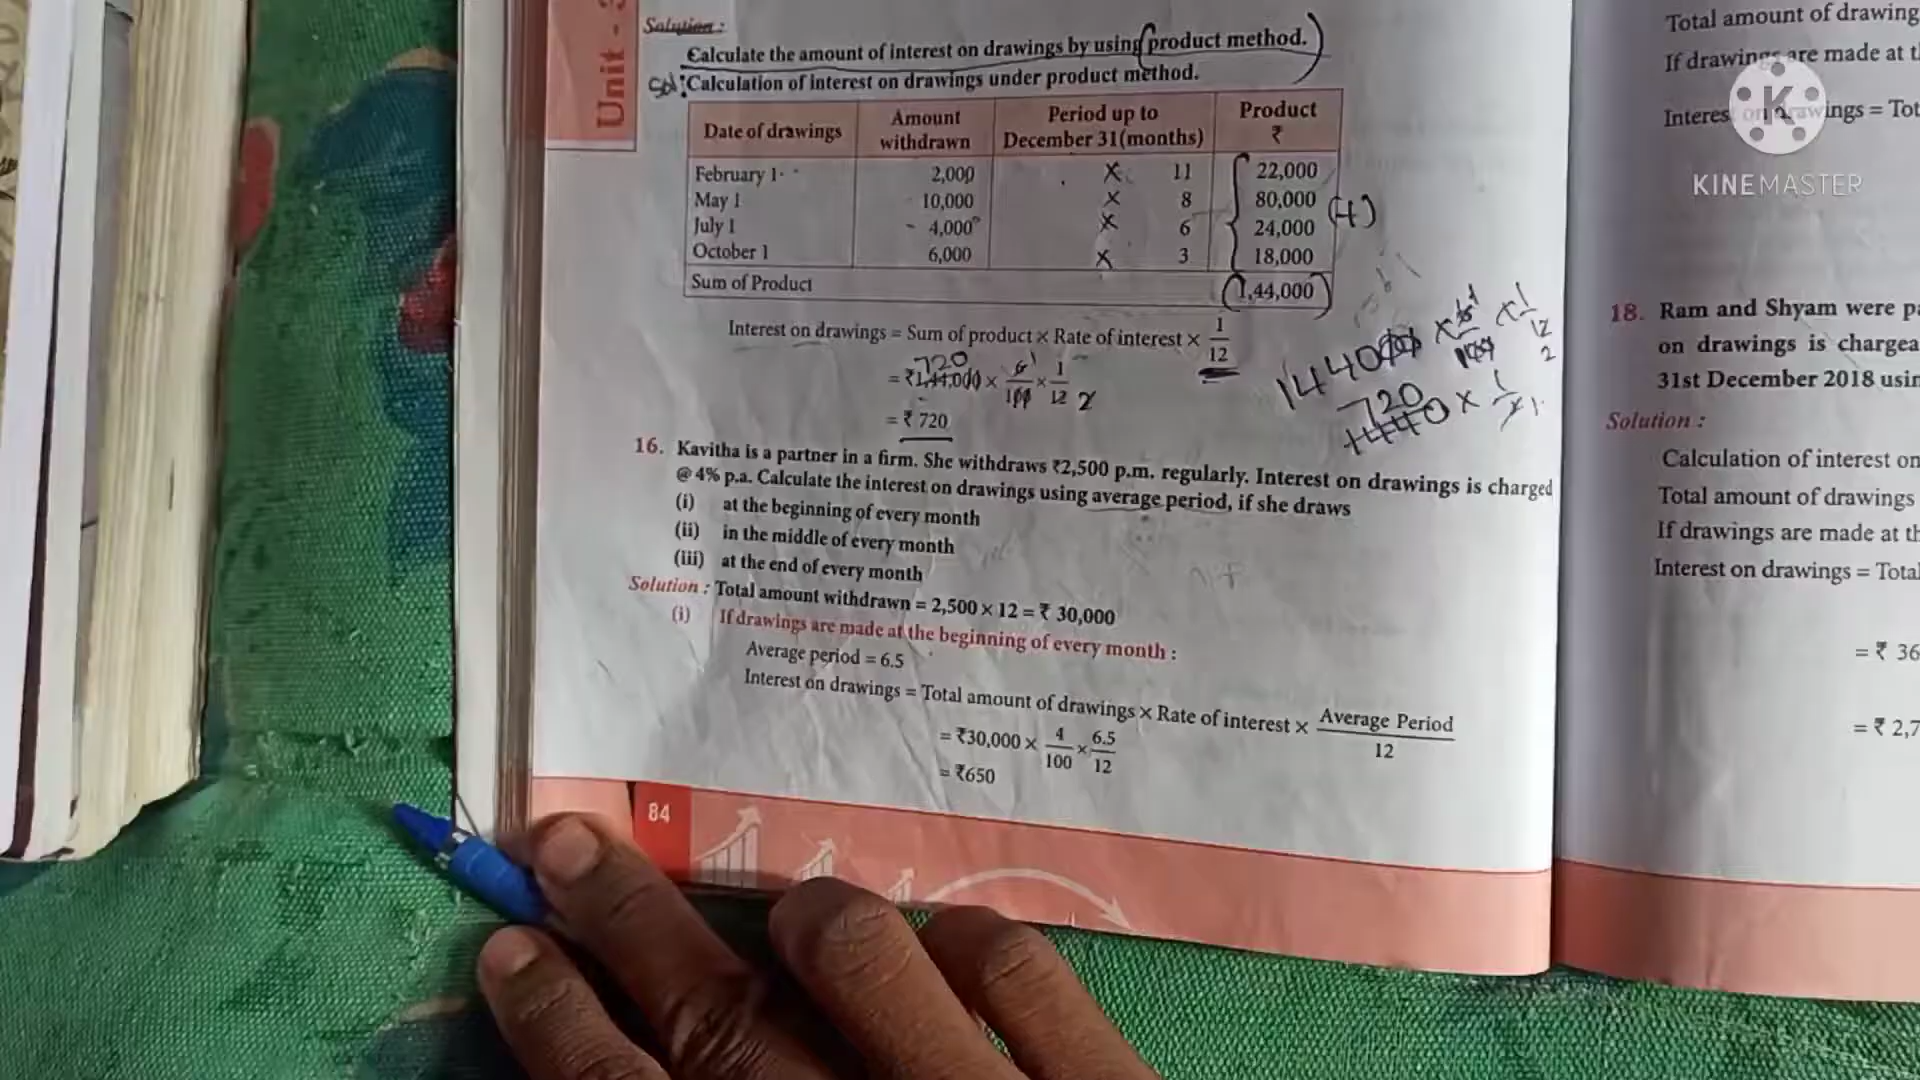 Unit -
Solution :
Calculate the amount of interest on drawings by using product method.
Sol: Calculation of interest on drawings under product method.
Date of drawings Amount withdrawn Period up to December 31(months) Product ₹
February 1 2,000 × 11 22,000
May 1 10,000 × 8 80,000 (4)
July 1 4,000 × 6 24,000
October 1 6,000 × 3 18,000
Sum of Product 1,44,000
Interest on drawings = Sum of product × Rate of interest × 1/12
720
= ₹1,44,000 × 6/100 × 1/12 2
= ₹ 720
144000 × 6/100 × 1/12
2
720
1440 ×
16. Kavitha is a partner in a firm. She withdraws ₹2,500 p.m. regularly. Interest on drawings is charged
@ 4% p.a. Calculate the interest on drawings using average period, if she draws
(i) at the beginning of every month
(ii) in the middle of every month
(iii) at the end of every month
Solution : Total amount withdrawn = 2,500 × 12 = ₹ 30,000
(i) If drawings are made at the beginning of every month :
Average period = 6.5
Interest on drawings = Total amount of drawings × Rate of interest × Average Period/12
= ₹30,000 × 4/100 × 6.5/12
= ₹650
84
Total amount of drawing
If drawings are made at t
Interest on drawings = Tot
K
KINEMASTER
18. Ram and Shyam were pa
on drawings is chargea
31st December 2018 usin
Solution :
Calculation of interest on
Total amount of drawings
If drawings are made at th
Interest on drawings = Total
= ₹ 36
= ₹ 2,7